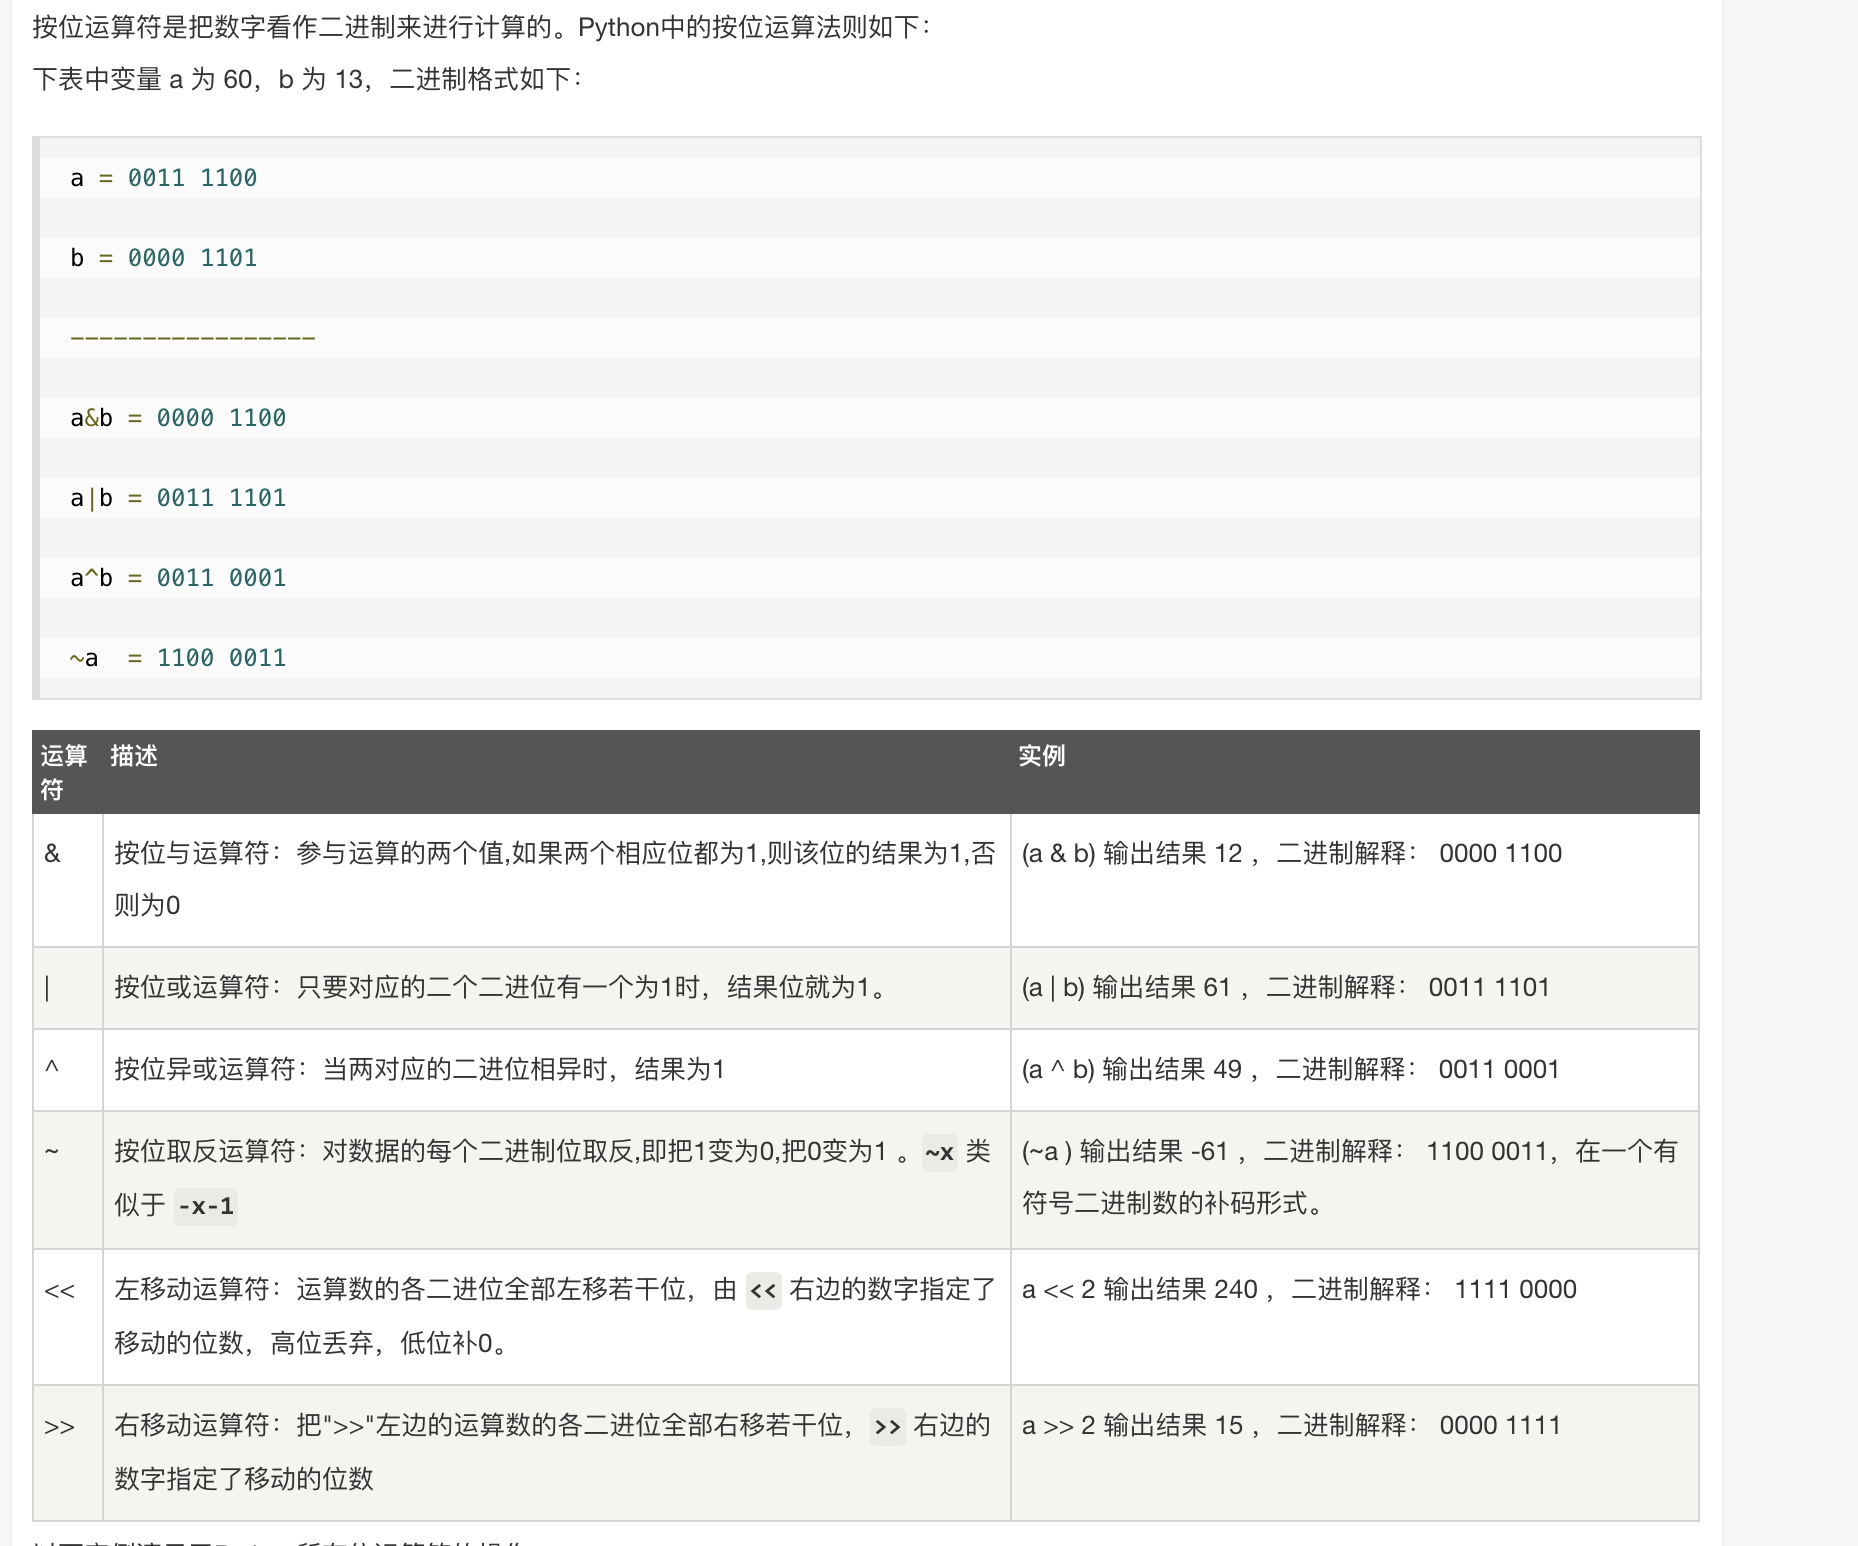 按位运算符是把数字看作二进制来进行计算的。Python中的按位运算法则如下：
下表中变量 a 为 60，b 为 13，二进制格式如下：
a = 0011 1100
b = 0000 1101
-----------------
a&b = 0000 1100
a|b = 0011 1101
a^b = 0011 0001
~a  = 1100 0011
运算
符
描述
实例
&
按位与运算符：参与运算的两个值,如果两个相应位都为1,则该位的结果为1,否
则为0
(a & b) 输出结果 12 ，二进制解释： 0000 1100
|
按位或运算符：只要对应的二个二进位有一个为1时，结果位就为1。
(a | b) 输出结果 61 ，二进制解释： 0011 1101
^
按位异或运算符：当两对应的二进位相异时，结果为1
(a ^ b) 输出结果 49 ，二进制解释： 0011 0001
~
按位取反运算符：对数据的每个二进制位取反,即把1变为0,把0变为1 。~x 类
似于 -x-1
(~a ) 输出结果 -61 ，二进制解释： 1100 0011，在一个有
符号二进制数的补码形式。
<<
左移动运算符：运算数的各二进位全部左移若干位，由 << 右边的数字指定了
移动的位数，高位丢弃，低位补0。
a << 2 输出结果 240 ，二进制解释： 1111 0000
>>
右移动运算符：把">>"左边的运算数的各二进位全部右移若干位，>> 右边的
数字指定了移动的位数
a >> 2 输出结果 15 ，二进制解释： 0000 1111